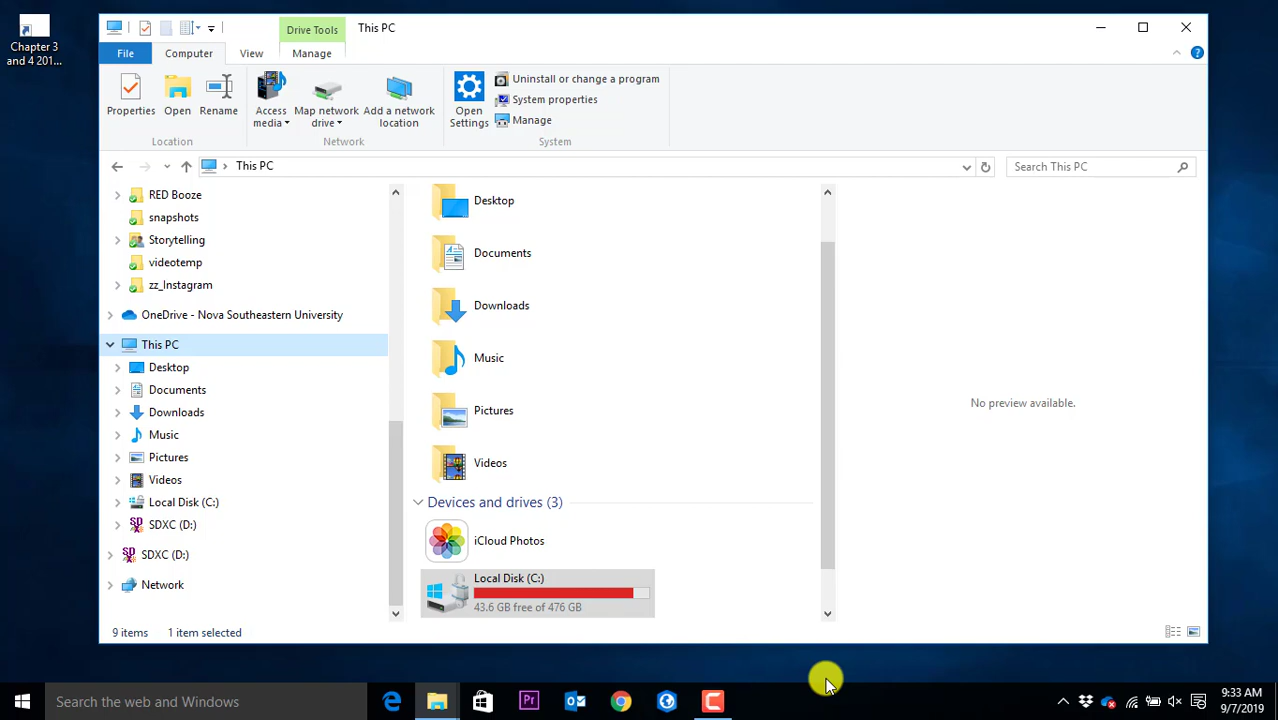 Chapter 3
and 4 201...
Drive Tools
This PC
File
Computer
View
Manage
Properties
Open
Rename
Access
media
Map network
drive
Add a network
location
Open
Settings
Uninstall or change a program
System properties
Manage
Location
Network
System
This PC
Search This PC
RED Booze
snapshots
Storytelling
videotemp
zz_Instagram
OneDrive - Nova Southeastern University
This PC
Desktop
Documents
Downloads
Music
Pictures
Videos
Local Disk (C:)
SDXC (D:)
SDXC (D:)
Network
Desktop
Documents
Downloads
Music
Pictures
Videos
Devices and drives (3)
iCloud Photos
Local Disk (C:)
43.6 GB free of 476 GB
No preview available.
9 items
1 item selected
Search the web and Windows
Pr
9:33 AM
9/7/2019